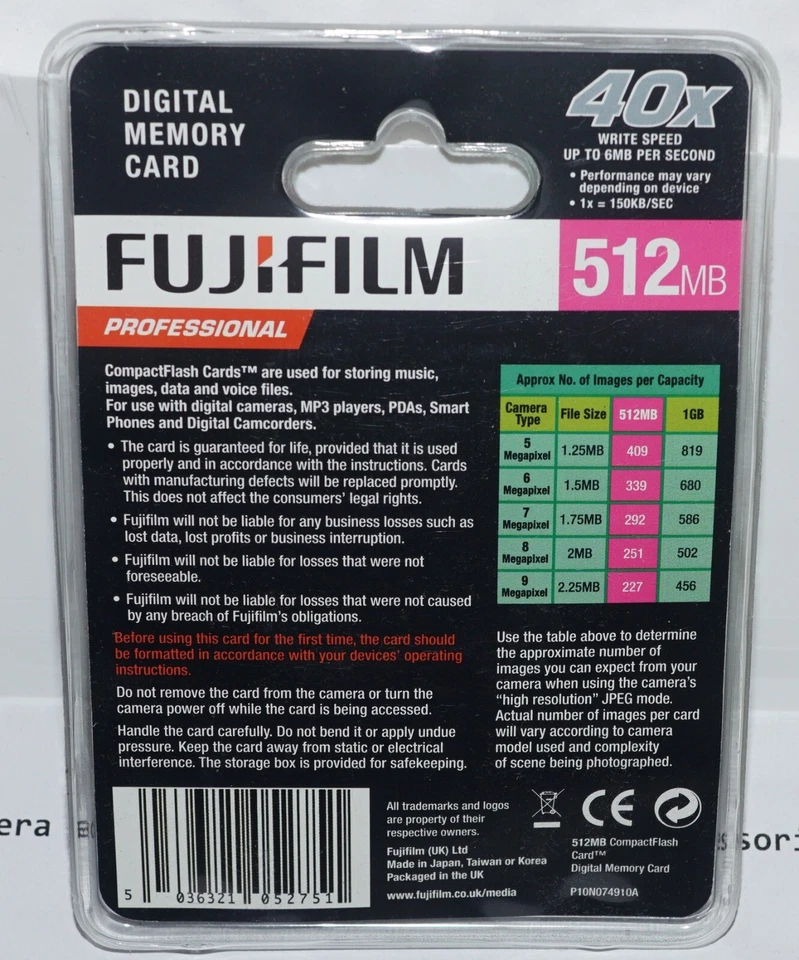 DIGITAL
MEMORY
CARD
40x
WRITE SPEED
UP TO 6MB PER SECOND
• Performance may vary
depending on device
• 1x = 150KB/SEC
FUJIFILM
512MB
PROFESSIONAL
CompactFlash Cards™ are used for storing music,
images, data and voice files.
For use with digital cameras, MP3 players, PDAs, Smart
Phones and Digital Camcorders.
• The card is guaranteed for life, provided that it is used
properly and in accordance with the instructions. Cards
with manufacturing defects will be replaced promptly.
This does not affect the consumers' legal rights.
• Fujifilm will not be liable for any business losses such as
lost data, lost profits or business interruption.
• Fujifilm will not be liable for losses that were not
foreseeable.
• Fujifilm will not be liable for losses that were not caused
by any breach of Fujifilm's obligations.
Before using this card for the first time, the card should
be formatted in accordance with your devices' operating
instructions.
Do not remove the card from the camera or turn the
camera power off while the card is being accessed.
Handle the card carefully. Do not bend it or apply undue
pressure. Keep the card away from static or electrical
interference. The storage box is provided for safekeeping.
Approx No. of Images per Capacity
Camera Type File Size 512MB 1GB
5 Megapixel 1.25MB 409 819
6 Megapixel 1.5MB 339 680
7 Megapixel 1.75MB 292 586
8 Megapixel 2MB 251 502
9 Megapixel 2.25MB 227 456
Use the table above to determine
the approximate number of
images you can expect from your
camera when using the camera's
"high resolution" JPEG mode.
Actual number of images per card
will vary according to camera
model used and complexity
of scene being photographed.
5 036321 052751
All trademarks and logos
are property of their
respective owners.
Fujifilm (UK) Ltd
Made in Japan, Taiwan or Korea
Packaged in the UK
www.fujifilm.co.uk/media
CE
512MB CompactFlash
Card™
Digital Memory Card
P10N074910A
era
sori